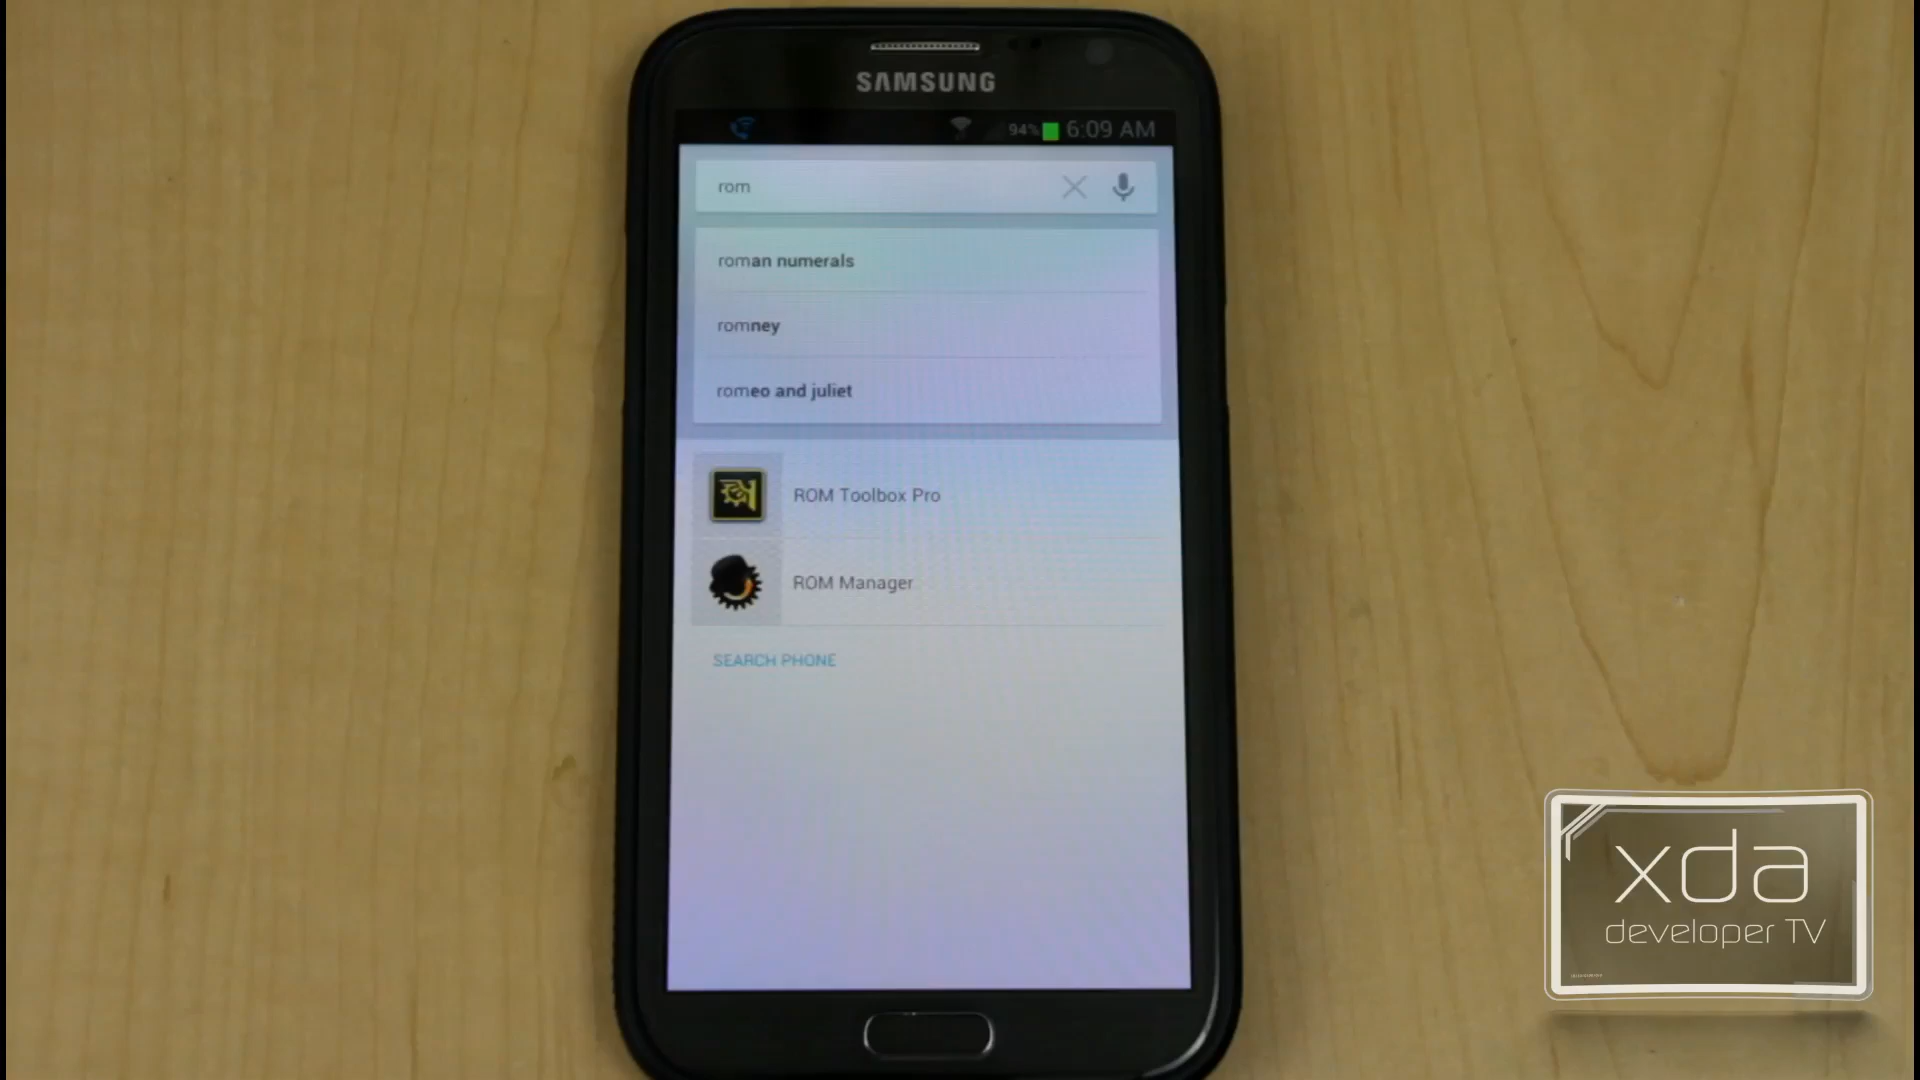 SAMSUNG
94% 6:09 AM
rom
roman numerals
romney
romeo and juliet
ROM Toolbox Pro
ROM Manager
SEARCH PHONE
xda
developer TV